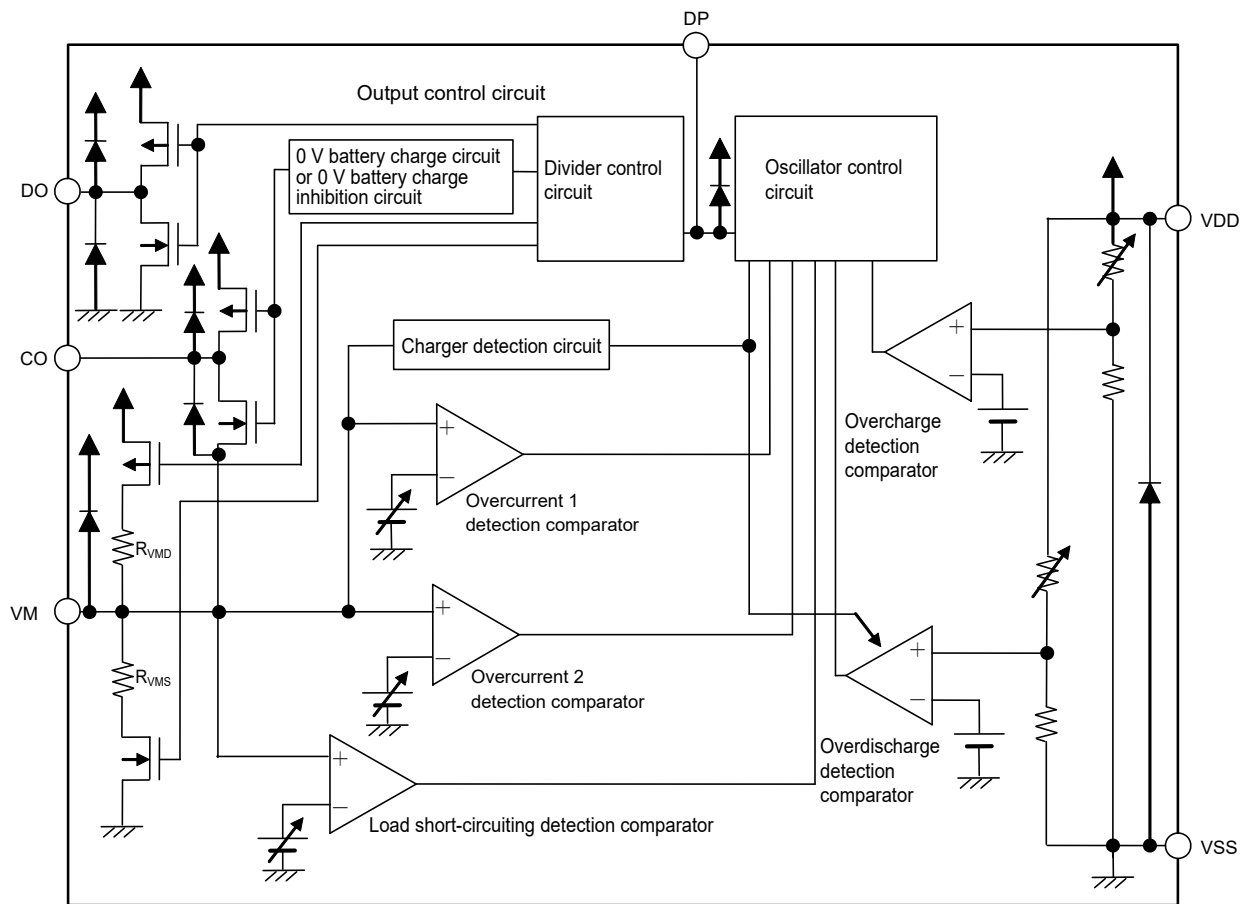 DP
Output control circuit
0 V battery charge circuit
or 0 V battery charge
inhibition circuit
Divider control
circuit
Oscillator control
circuit
DO
VDD
CO
Charger detection circuit
+
−
Overcharge
detection
comparator
+
−
Overcurrent 1
detection comparator
RVMD
VM
+
−
Overcurrent 2
detection comparator
RVMS
+
−
Overdischarge
detection
comparator
+
−
Load short-circuiting detection comparator
VSS